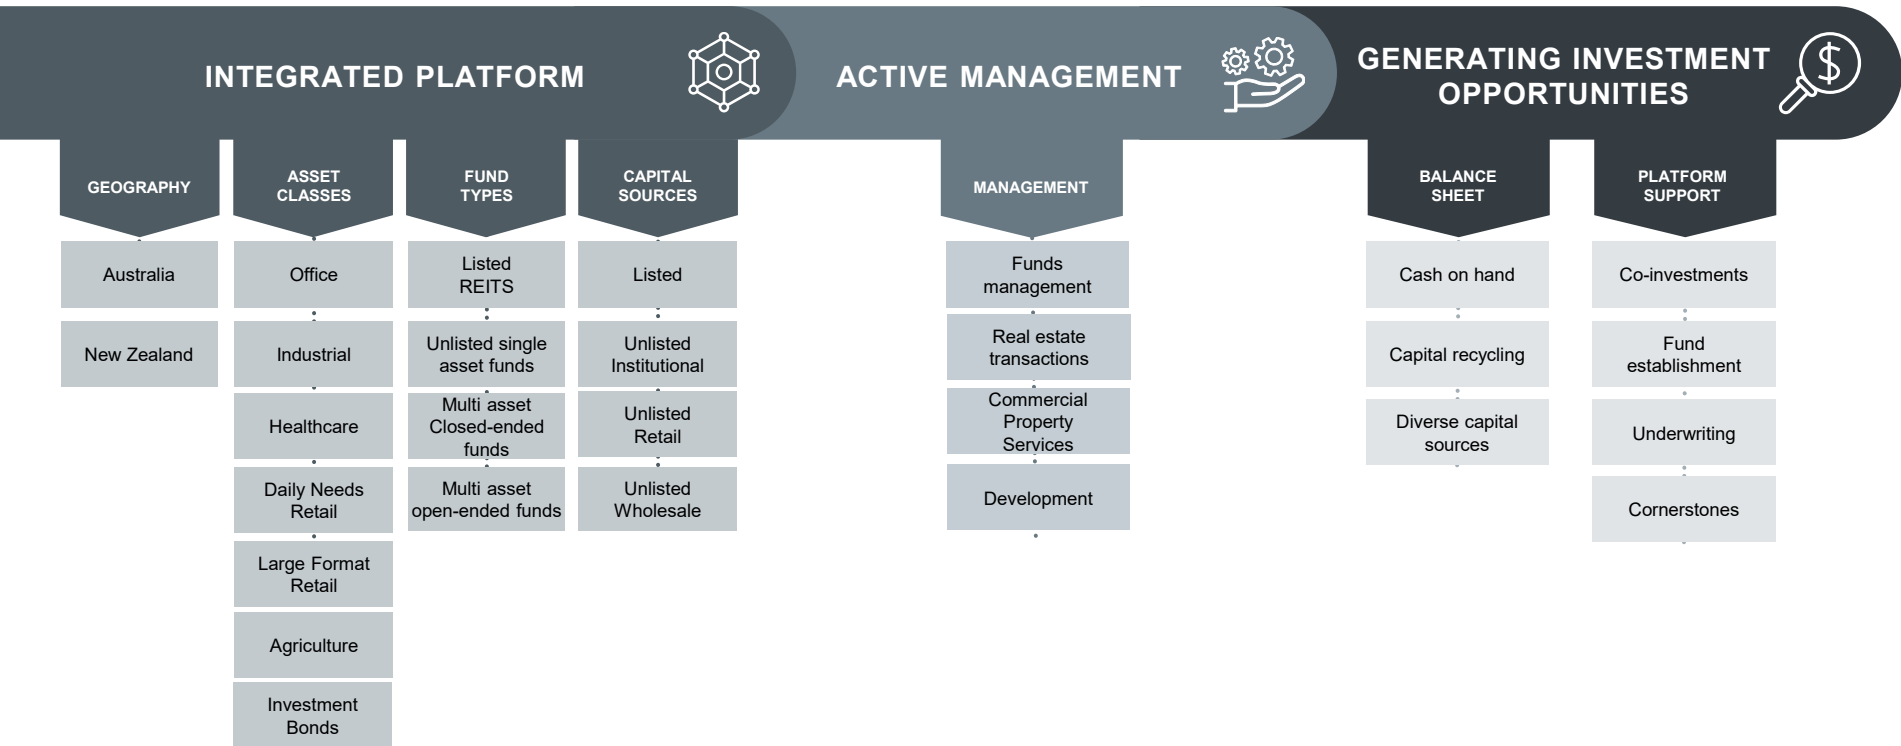 INTEGRATED PLATFORM
ACTIVE MANAGEMENT
GENERATING INVESTMENT
OPPORTUNITIES
GEOGRAPHY
Australia
New Zealand
ASSET
CLASSES
Office
Industrial
Healthcare
Daily Needs
Retail
Large Format
Retail
Agriculture
Investment
Bonds
FUND
TYPES
Listed
REITS
Unlisted single
asset funds
Multi asset
Closed-ended
funds
Multi asset
open-ended funds
CAPITAL
SOURCES
Listed
Unlisted
Institutional
Unlisted
Retail
Unlisted
Wholesale
MANAGEMENT
Funds
management
Real estate
transactions
Commercial
Property
Services
Development
BALANCE
SHEET
Cash on hand
Capital recycling
Diverse capital
sources
PLATFORM
SUPPORT
Co-investments
Fund
establishment
Underwriting
Cornerstones